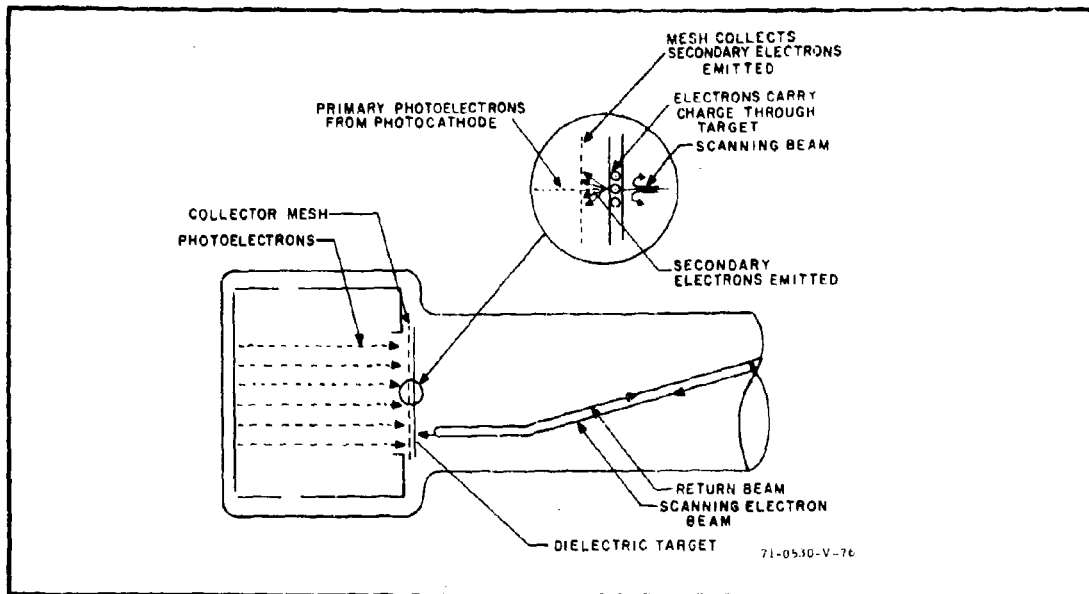 MESH COLLECTS
SECONDARY ELECTRONS
EMITTED
PRIMARY PHOTOELECTRONS
FROM PHOTOCATHODE
ELECTRONS CARRY
CHARGE THROUGH
TARGET
SCANNING BEAM
COLLECTOR MESH
PHOTOELECTRONS
SECONDARY
ELECTRONS EMITTED
RETURN BEAM
SCANNING ELECTRON
BEAM
DIELECTRIC TARGET
71-0530-V-76